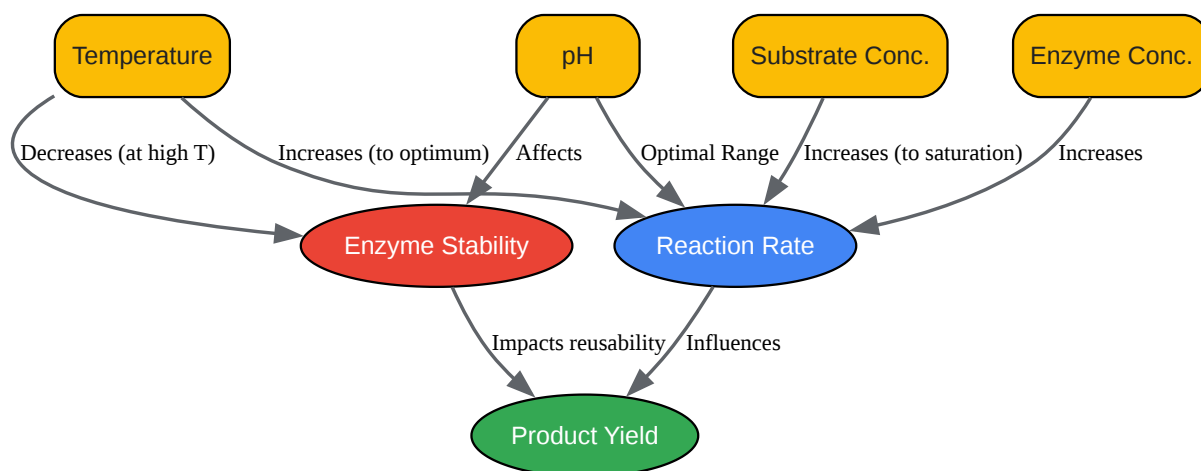 Temperature
pH
Substrate Conc.
Enzyme Conc.
Decreases (at high T)
Increases (to optimum)
Affects
Optimal Range
Increases (to saturation)
Increases
Enzyme Stability
Reaction Rate
Impacts reusability
Influences
Product Yield